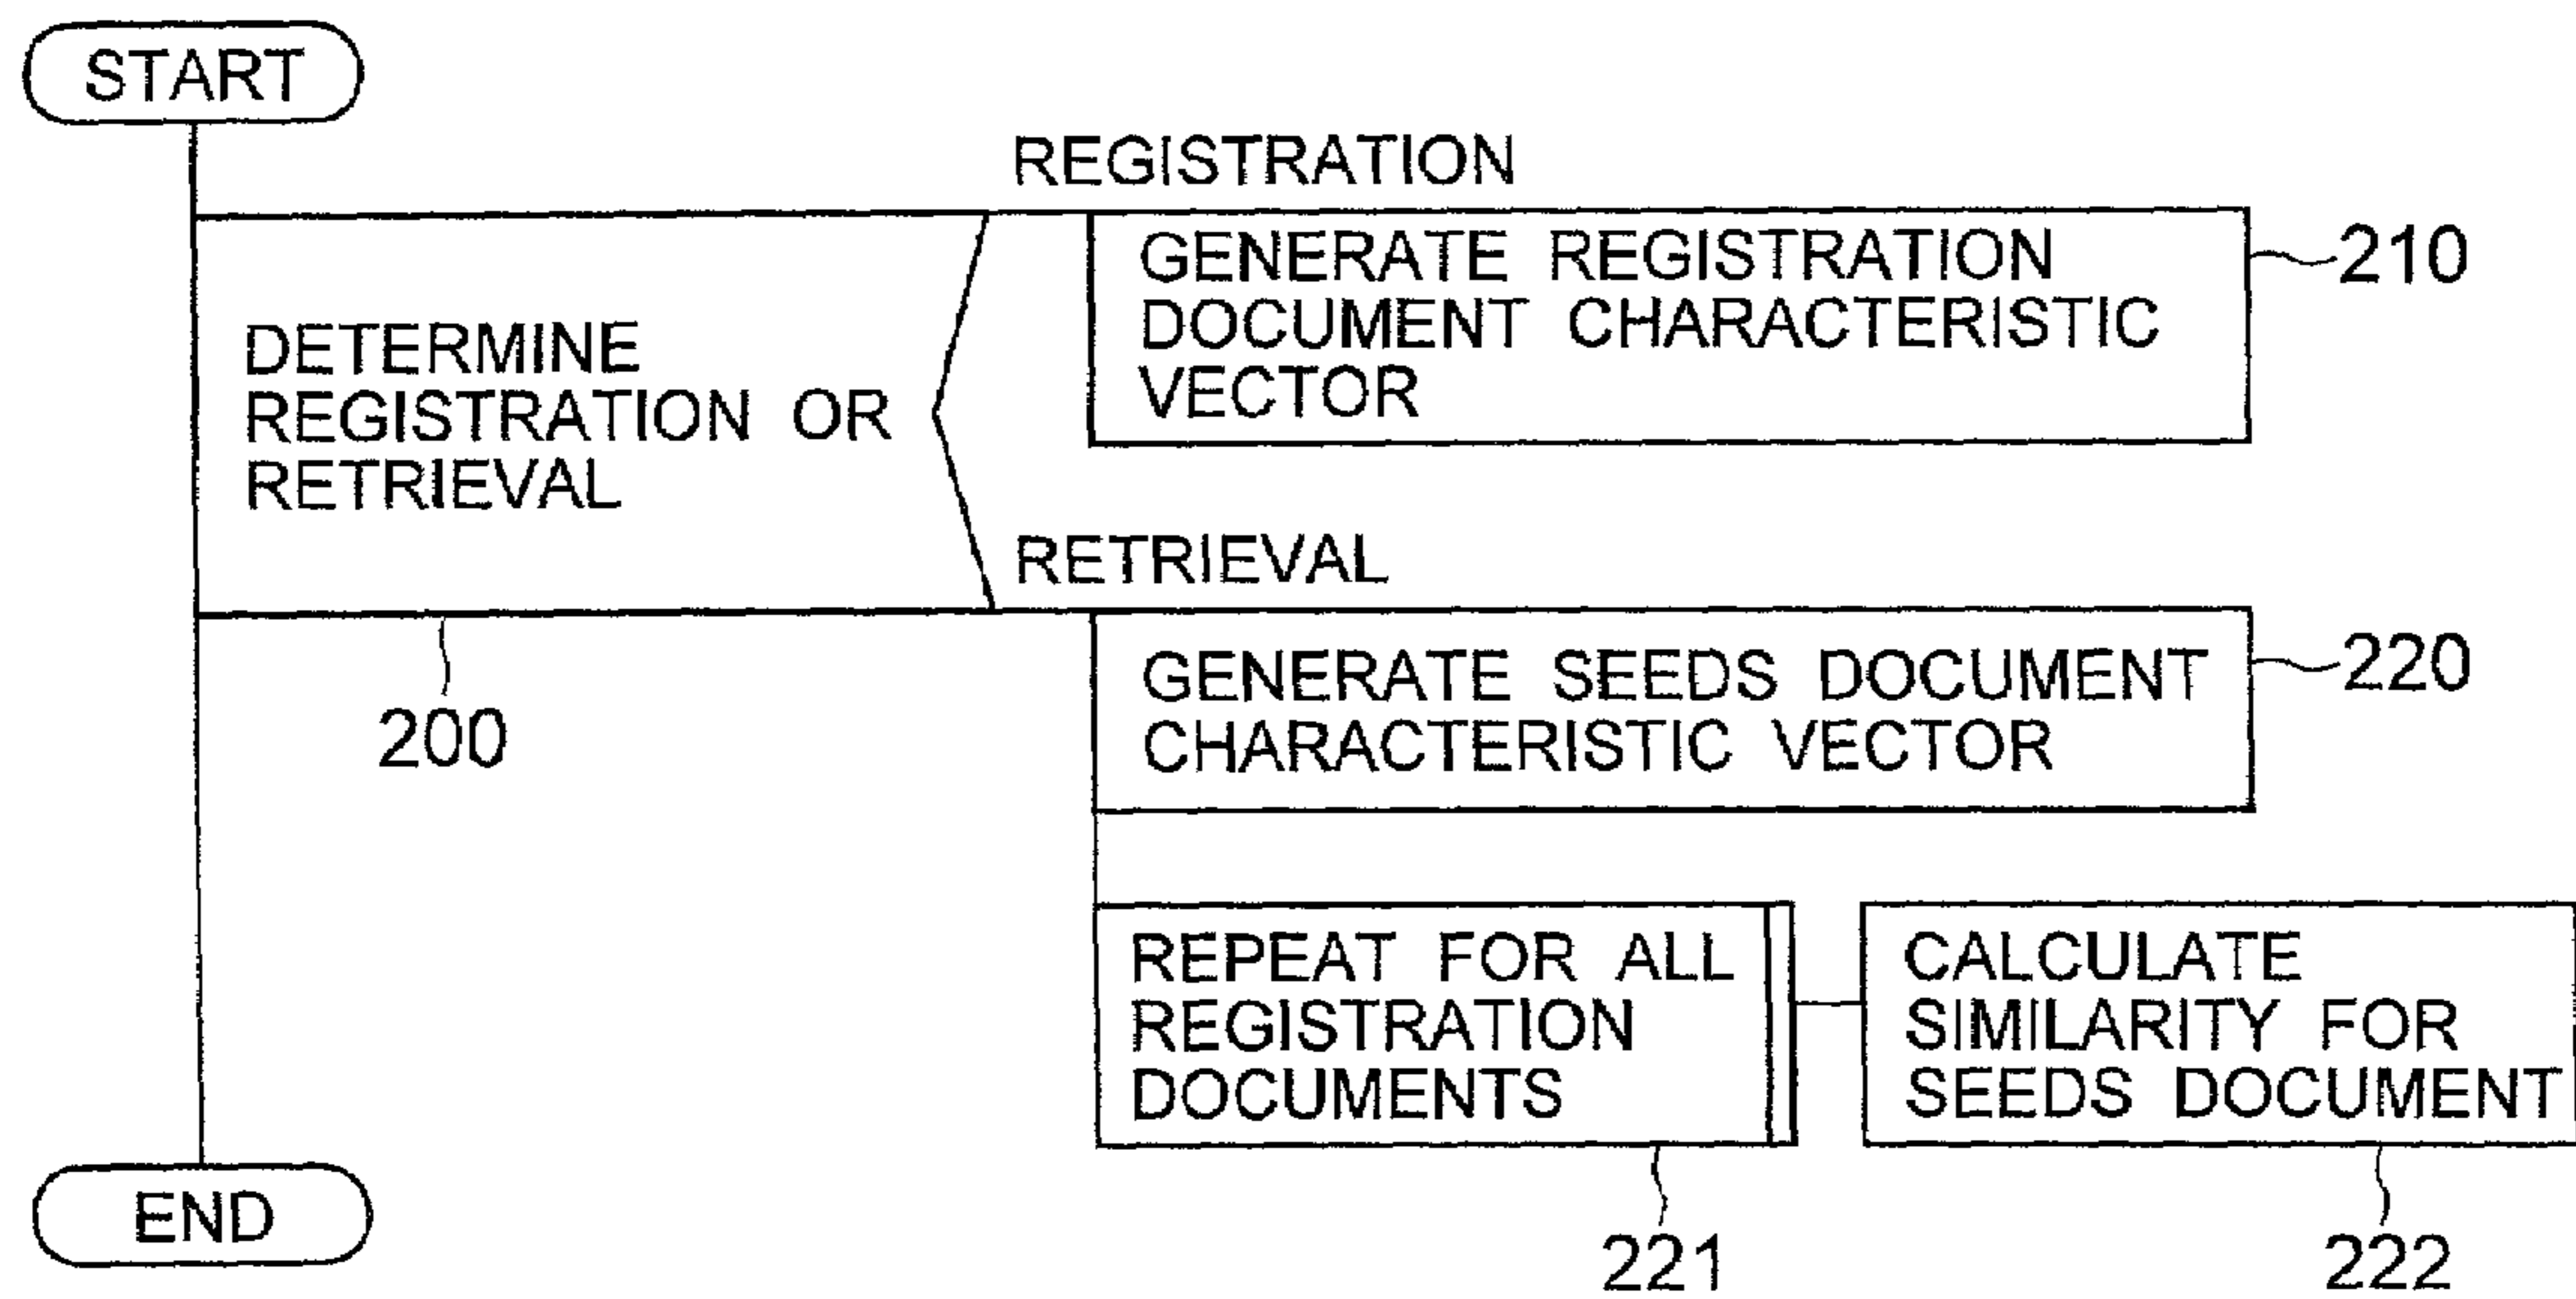 START
REGISTRATION
GENERATE REGISTRATION
DOCUMENT CHARACTERISTIC
VECTOR
210
DETERMINE
REGISTRATION OR
RETRIEVAL
200
RETRIEVAL
GENERATE SEEDS DOCUMENT
CHARACTERISTIC VECTOR
220
REPEAT FOR ALL
REGISTRATION
DOCUMENTS
221
CALCULATE
SIMILARITY FOR
SEEDS DOCUMENT
222
END